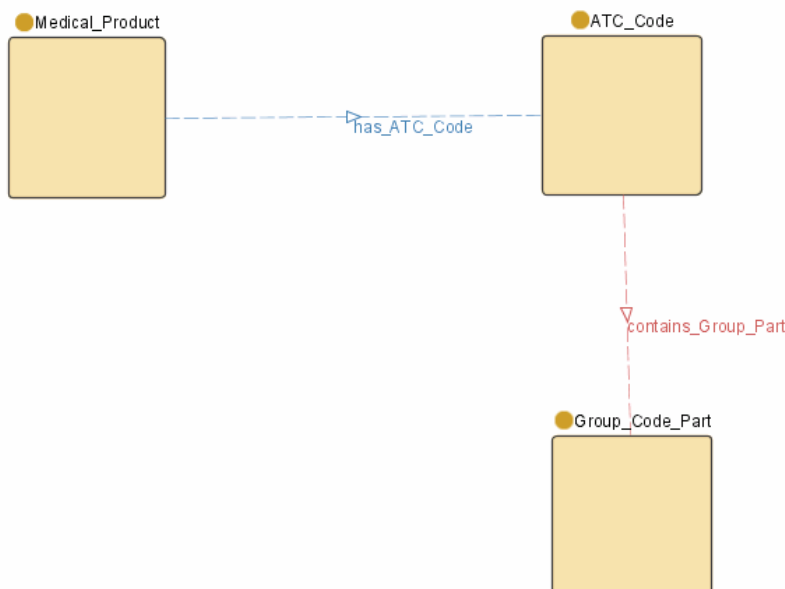 Medical_Product
ATC_Code
has_ATC_Code
contains_Group_Part
Group_Code_Part